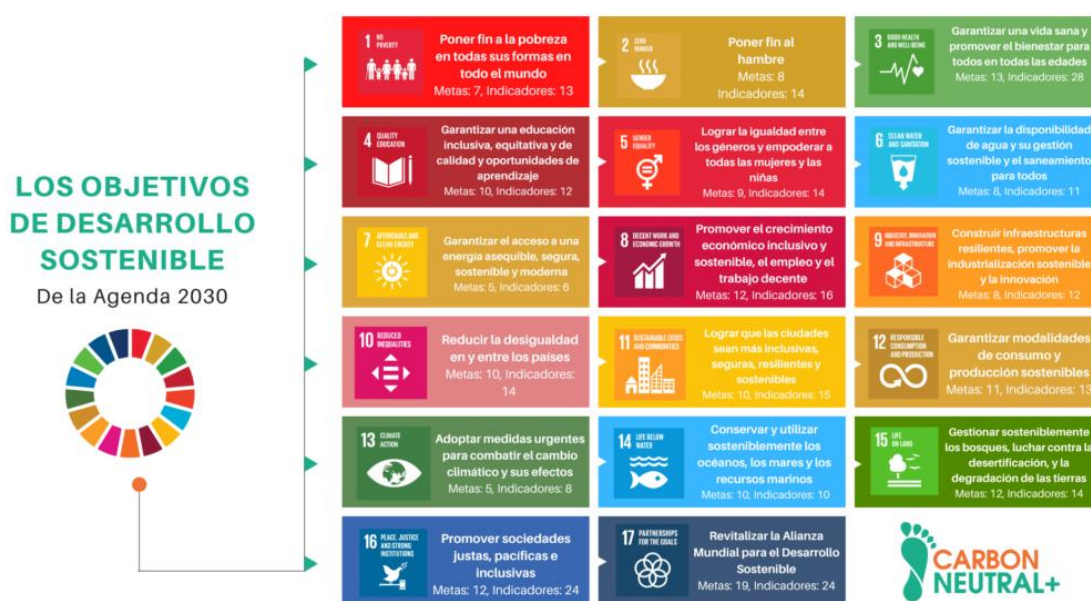 LOS OBJETIVOS
DE DESARROLLO
SOSTENIBLE
De la Agenda 2030
1 NO
POVERTY
Poner fin a la pobreza
en todas sus formas en
todo el mundo
Metas: 7, Indicadores: 13
2 ZERO
HUNGER
Poner fin al
hambre
Metas: 8
Indicadores: 14
3 GOOD HEALTH
AND WELL-BEING
Garantizar una vida sana y
promover el bienestar para
todos en todas las edades
Metas: 13, Indicadores: 28
4 QUALITY
EDUCATION
Garantizar una educación
inclusiva, equitativa y de
calidad y oportunidades de
aprendizaje
Metas: 10, Indicadores: 12
5 GENDER
EQUALITY
Lograr la igualdad entre
los géneros y empoderar a
todas las mujeres y las
niñas
Metas: 9, Indicadores: 14
6 CLEAN WATER
AND SANITATION
Garantizar la disponibilidad
de agua y su gestión
sostenible y el saneamiento
para todos
Metas: 8, Indicadores: 11
7 AFFORDABLE AND
CLEAN ENERGY
Garantizar el acceso a una
energía asequible, segura,
sostenible y moderna
Metas: 5, Indicadores: 6
8 DECENT WORK AND
ECONOMIC GROWTH
Promover el crecimiento
económico inclusivo y
sostenible, el empleo y el
trabajo decente
Metas: 12, Indicadores: 16
9 INDUSTRY, INNOVATION
AND INFRASTRUCTURE
Construir infraestructuras
resilientes, promover la
industrialización sostenible
y la innovación
Metas: 8, Indicadores: 12
10 REDUCED
INEQUALITIES
Reducir la desigualdad
en y entre los países
Metas: 10, Indicadores:
14
11 SUSTAINABLE CITIES
AND COMMUNITIES
Lograr que las ciudades
sean más inclusivas,
seguras, resilientes y
sostenibles
Metas: 10, Indicadores: 15
12 RESPONSIBLE
CONSUMPTION
AND PRODUCTION
Garantizar modalidades
de consumo y
producción sostenibles
Metas: 11, Indicadores: 13
13 CLIMATE
ACTION
Adoptar medidas urgentes
para combatir el cambio
climático y sus efectos
Metas: 5, Indicadores: 8
14 LIFE BELOW
WATER
Conservar y utilizar
sosteniblemente los
océanos, los mares y los
recursos marinos
Metas: 10, Indicadores: 10
15 LIFE
ON LAND
Gestionar sosteniblemente
los bosques, luchar contra la
desertificación, y la
degradación de las tierras
Metas: 12, Indicadores: 14
16 PEACE, JUSTICE
AND STRONG
INSTITUTIONS
Promover sociedades
justas, pacíficas e
inclusivas
Metas: 12, Indicadores: 24
17 PARTNERSHIPS
FOR THE GOALS
Revitalizar la Alianza
Mundial para el Desarrollo
Sostenible
Metas: 19, Indicadores: 24
CARBON
NEUTRAL+